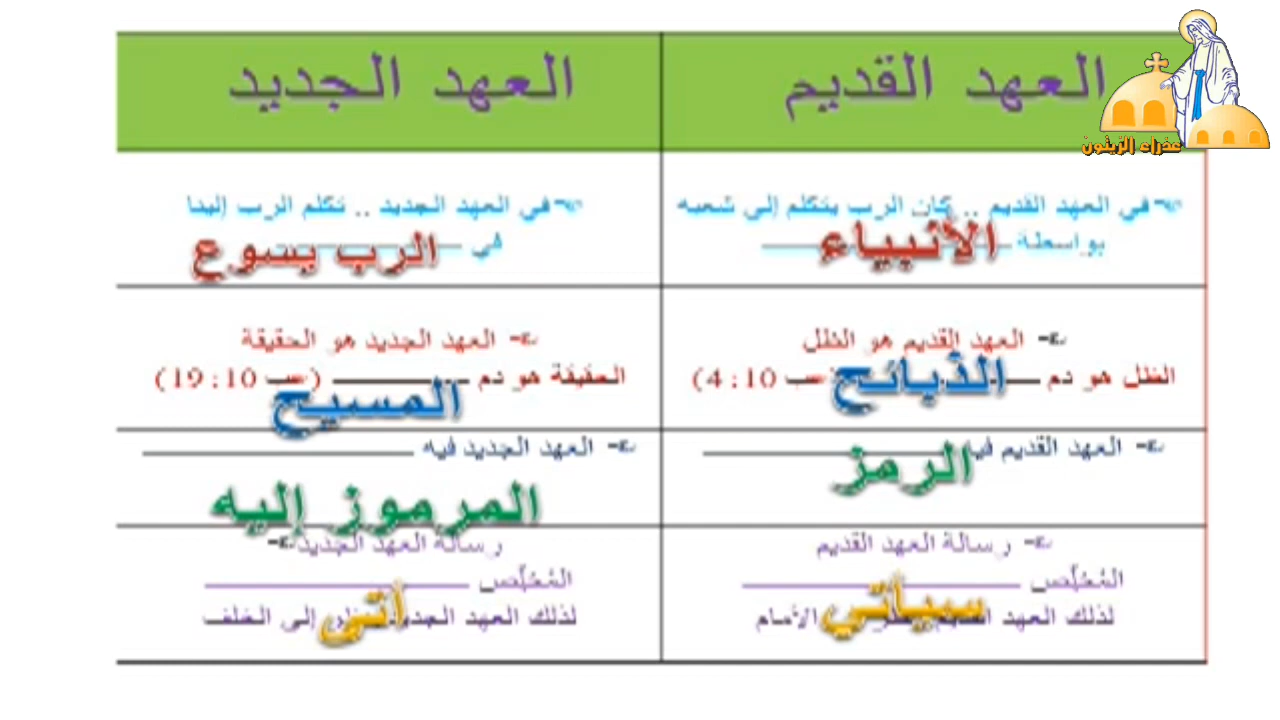 العهد القديم
العهد الجديد
عذراء الزيتون
في العهد القديم .. كان الرب يتكلم إلى شعبه
بواسطة الأنبياء
في العهد الجديد .. تكلم الرب إلينا
في الرب يسوع
العهد القديم هو الظل
الظل هو دم الذبائح (عب 10 : 4)
العهد الجديد هو الحقيقة
الحقيقة هو دم المسيح (عب 10 : 19)
العهد القديم فيه الرمز
العهد الجديد فيه
المرموز إليه
رسالة العهد القديم
المُخلِّص سيأتي
لذلك العهد القديم الأمام
رسالة العهد الجديد
المُخلِّص أتى
لذلك العهد الجديد إلى الخلف